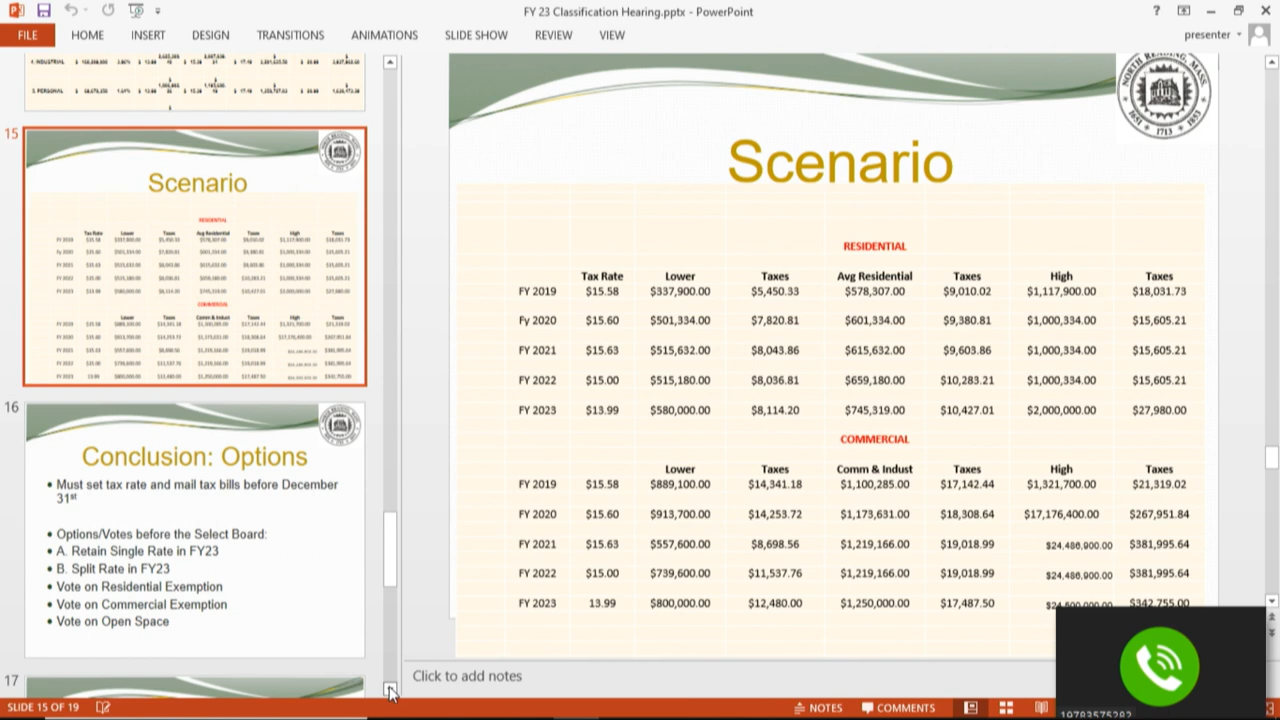 FY 23 Classification Hearing.pptx - PowerPoint
FILE HOME INSERT DESIGN TRANSITIONS ANIMATIONS SLIDE SHOW REVIEW VIEW presenter
15
Scenario
16
Conclusion: Options
• Must set tax rate and mail tax bills before December
31st
• Options/Votes before the Select Board:
• A. Retain Single Rate in FY23
• B. Split Rate in FY23
• Vote on Residential Exemption
• Vote on Commercial Exemption
• Vote on Open Space
17
NORTH READING, MASS
1651 1713 1853
Scenario
RESIDENTIAL
Tax Rate Lower Taxes Avg Residential Taxes High Taxes
FY 2019 $15.58 $337,900.00 $5,450.33 $578,307.00 $9,010.02 $1,117,900.00 $18,031.73
Fy 2020 $15.60 $501,334.00 $7,820.81 $601,334.00 $9,380.81 $1,000,334.00 $15,605.21
FY 2021 $15.63 $515,632.00 $8,043.86 $615,632.00 $9,603.86 $1,000,334.00 $15,605.21
FY 2022 $15.00 $515,180.00 $8,036.81 $659,180.00 $10,283.21 $1,000,334.00 $15,605.21
FY 2023 $13.99 $580,000.00 $8,114.20 $745,319.00 $10,427.01 $2,000,000.00 $27,980.00
COMMERCIAL
Lower Taxes Comm & Indust Taxes High Taxes
FY 2019 $15.58 $889,100.00 $14,341.18 $1,100,285.00 $17,142.44 $1,321,700.00 $21,319.02
FY 2020 $15.60 $913,700.00 $14,253.72 $1,173,631.00 $18,308.64 $17,176,400.00 $267,951.84
FY 2021 $15.63 $557,600.00 $8,698.56 $1,219,166.00 $19,018.99 $24,486,900.00 $381,995.64
FY 2022 $15.00 $739,600.00 $11,537.76 $1,219,166.00 $19,018.99 $24,486,900.00 $381,995.64
FY 2023 13.99 $800,000.00 $12,480.00 $1,250,000.00 $17,487.50 $342,755.00
Click to add notes
SLIDE 15 OF 19 NOTES COMMENTS